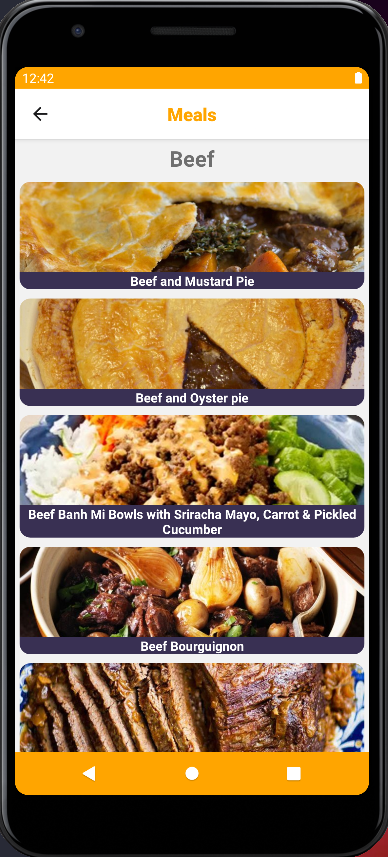 12:42
Meals
Beef
Beef and Mustard Pie
Beef and Oyster pie
Beef Banh Mi Bowls with Sriracha Mayo, Carrot & Pickled
Cucumber
Beef Bourguignon